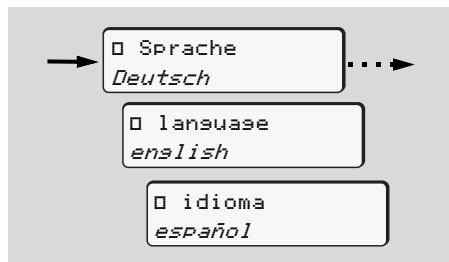 Sprache
Deutsch
language
english
idioma
español